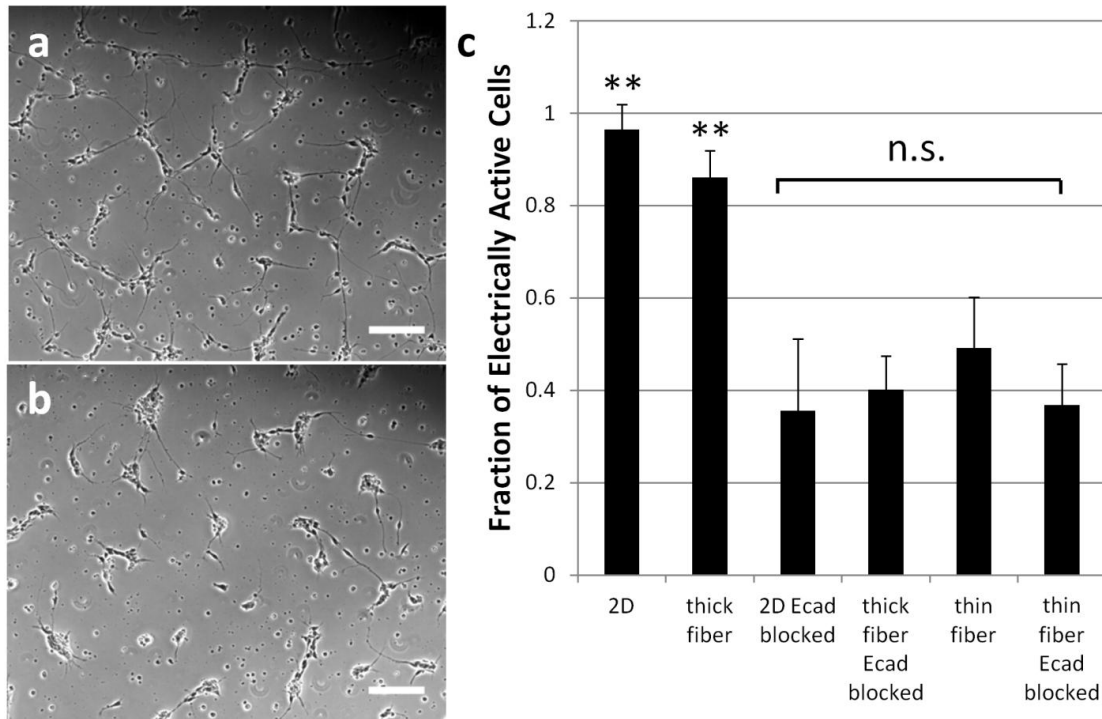 a
b
c
Fraction of Electrically Active Cells
1.2
1
0.8
0.6
0.4
0.2
0
**
**
n.s.
2D
thick
fiber
2D Ecad
blocked
thick
fiber
Ecad
blocked
thin
fiber
thin
fiber
Ecad
blocked